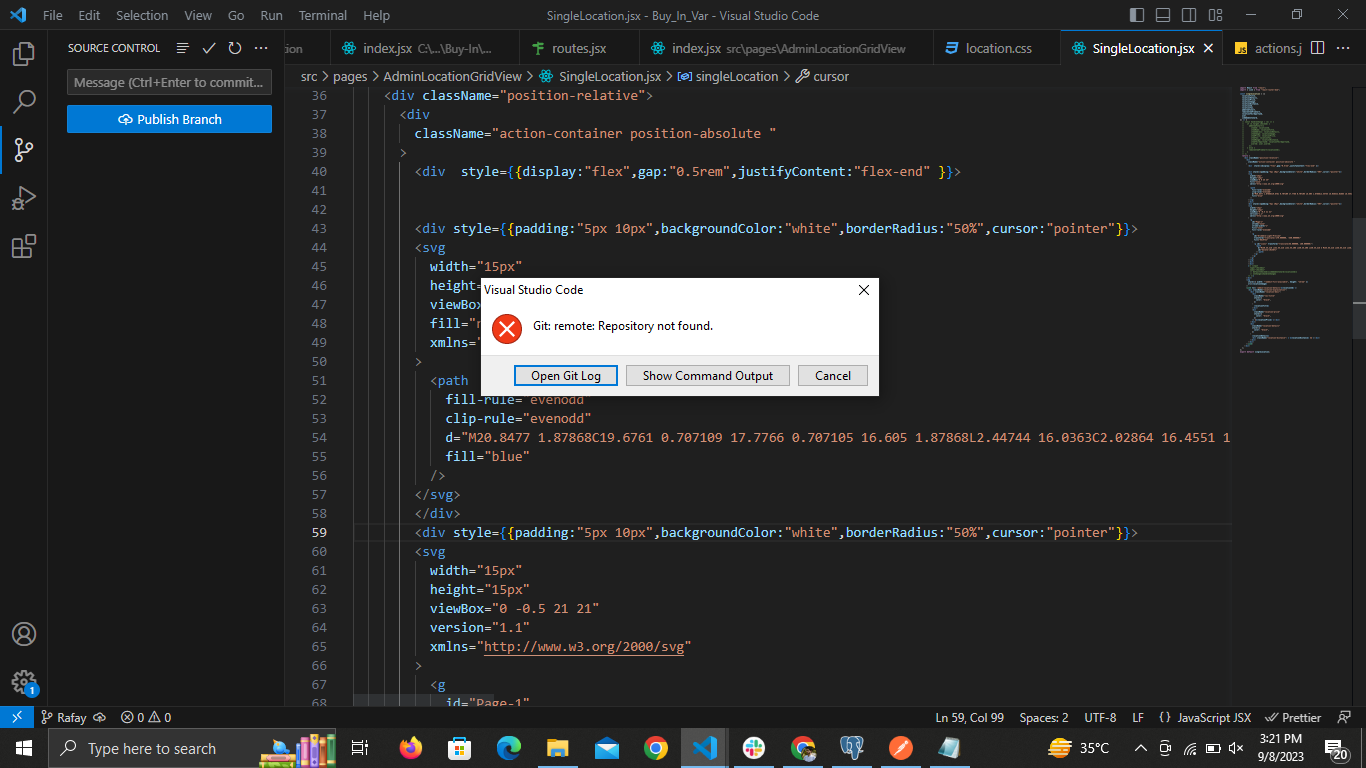 File Edit Selection View Go Run Terminal Help
SingleLocation.jsx - Buy_In_Var - Visual Studio Code
SOURCE CONTROL
ion
index.jsx C:\...\Buy-In\...
routes.jsx
index.jsx src\pages\AdminLocationGridView
location.css
SingleLocation.jsx
actions.j
Message (Ctrl+Enter to commit...
Publish Branch
src > pages > AdminLocationGridView > SingleLocation.jsx > singleLocation > cursor
36 <div className="position-relative">
37 <div
38 className="action-container position-absolute "
39 >
40 <div  style={{display:"flex",gap:"0.5rem",justifyContent:"flex-end" }}>
41
42
43 <div style={{padding:"5px 10px",backgroundColor:"white",borderRadius:"50%",cursor:"pointer"}}>
44 <svg
45 width="15px"
46 height=
47 viewBox
48 fill="
49 xmlns="
50 >
51 <path
52 fill-rule="evenodd"
53 clip-rule="evenodd"
54 d="M20.8477 1.87868C19.6761 0.707109 17.7766 0.707105 16.605 1.87868L2.44744 16.0363C2.02864 16.4551 1
55 fill="blue"
56 />
57 </svg>
58 </div>
59 <div style={{padding:"5px 10px",backgroundColor:"white",borderRadius:"50%",cursor:"pointer"}}>
60 <svg
61 width="15px"
62 height="15px"
63 viewBox="0 -0.5 21 21"
64 version="1.1"
65 xmlns="http://www.w3.org/2000/svg"
66 >
67 <g
68 id="Page-1"
Visual Studio Code
Git: remote: Repository not found.
Open Git Log
Show Command Output
Cancel
1
Rafay
0 0
Ln 59, Col 99
Spaces: 2
UTF-8
LF
{} JavaScript JSX
Prettier
Type here to search
35°C
3:21 PM
9/8/2023
20